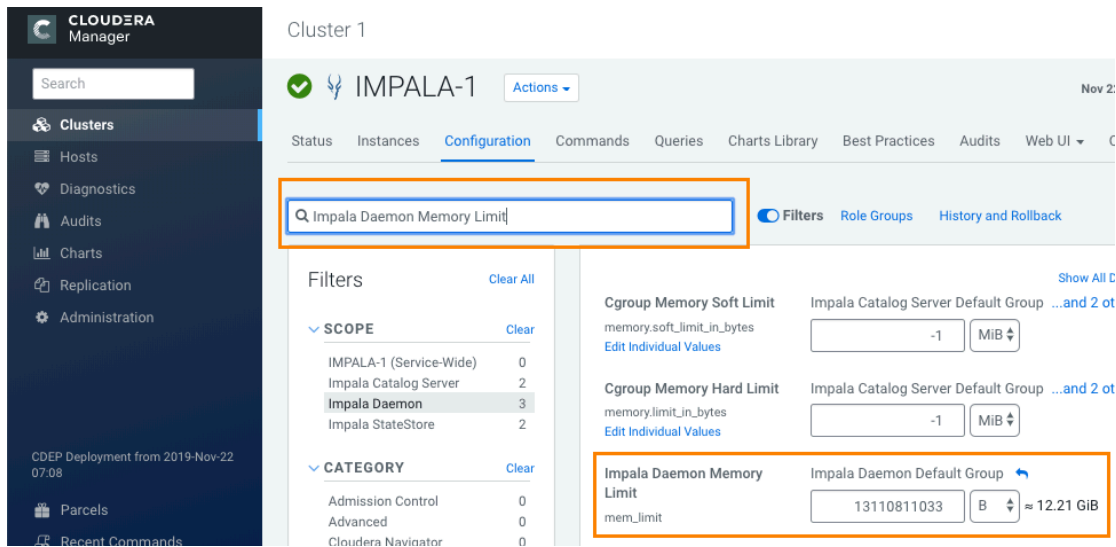 CLOUDERA
Manager
Search
Clusters
Hosts
Diagnostics
Audits
Charts
Replication
Administration
CDEP Deployment from 2019-Nov-22
07:08
Parcels
Recent Commands
Cluster 1
IMPALA-1
Actions
Nov 22
Status Instances Configuration Commands Queries Charts Library Best Practices Audits Web UI
Impala Daemon Memory Limit
Filters Role Groups History and Rollback
Filters Clear All
SCOPE Clear
IMPALA-1 (Service-Wide) 0
Impala Catalog Server 2
Impala Daemon 3
Impala StateStore 2
CATEGORY Clear
Admission Control 0
Advanced 0
Cloudera Navigator 0
Show All D
Cgroup Memory Soft Limit Impala Catalog Server Default Group ...and 2 ot
memory.soft_limit_in_bytes
-1 MiB
Edit Individual Values
Cgroup Memory Hard Limit Impala Catalog Server Default Group ...and 2 ot
memory.limit_in_bytes
-1 MiB
Edit Individual Values
Impala Daemon Memory Impala Daemon Default Group
Limit
13110811033 B ≈ 12.21 GiB
mem_limit